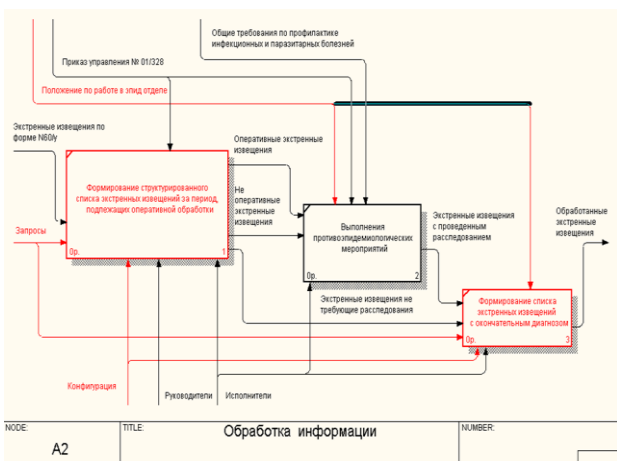 Общие требования по профилактике
инфекционных и паразитарных болезней
Приказ управления № 01/328
Положение по работе в эпид отделе
Экстренные извещения по
форме N60/у
Оперативные экстренные
извещения
Формирование структурированного
списка экстренных извещений за период,
подлежащих оперативной обработки
0р.
1
Не
оперативные
экстренные
извещения
Запросы
Выполнения
противоэпидемиологических
мероприятий
0р.
2
Экстренные извещения
с проведенным
расследованием
Обработанные
экстренные
извещения
Экстренные извещения не
требующие расследования
Формирование списка
экстренных извещений
с окончательным диагнозом
0р.
3
Конфигурация
Руководители
Исполнители
NODE:
TITLE:
NUMBER:
A2
Обработка информации